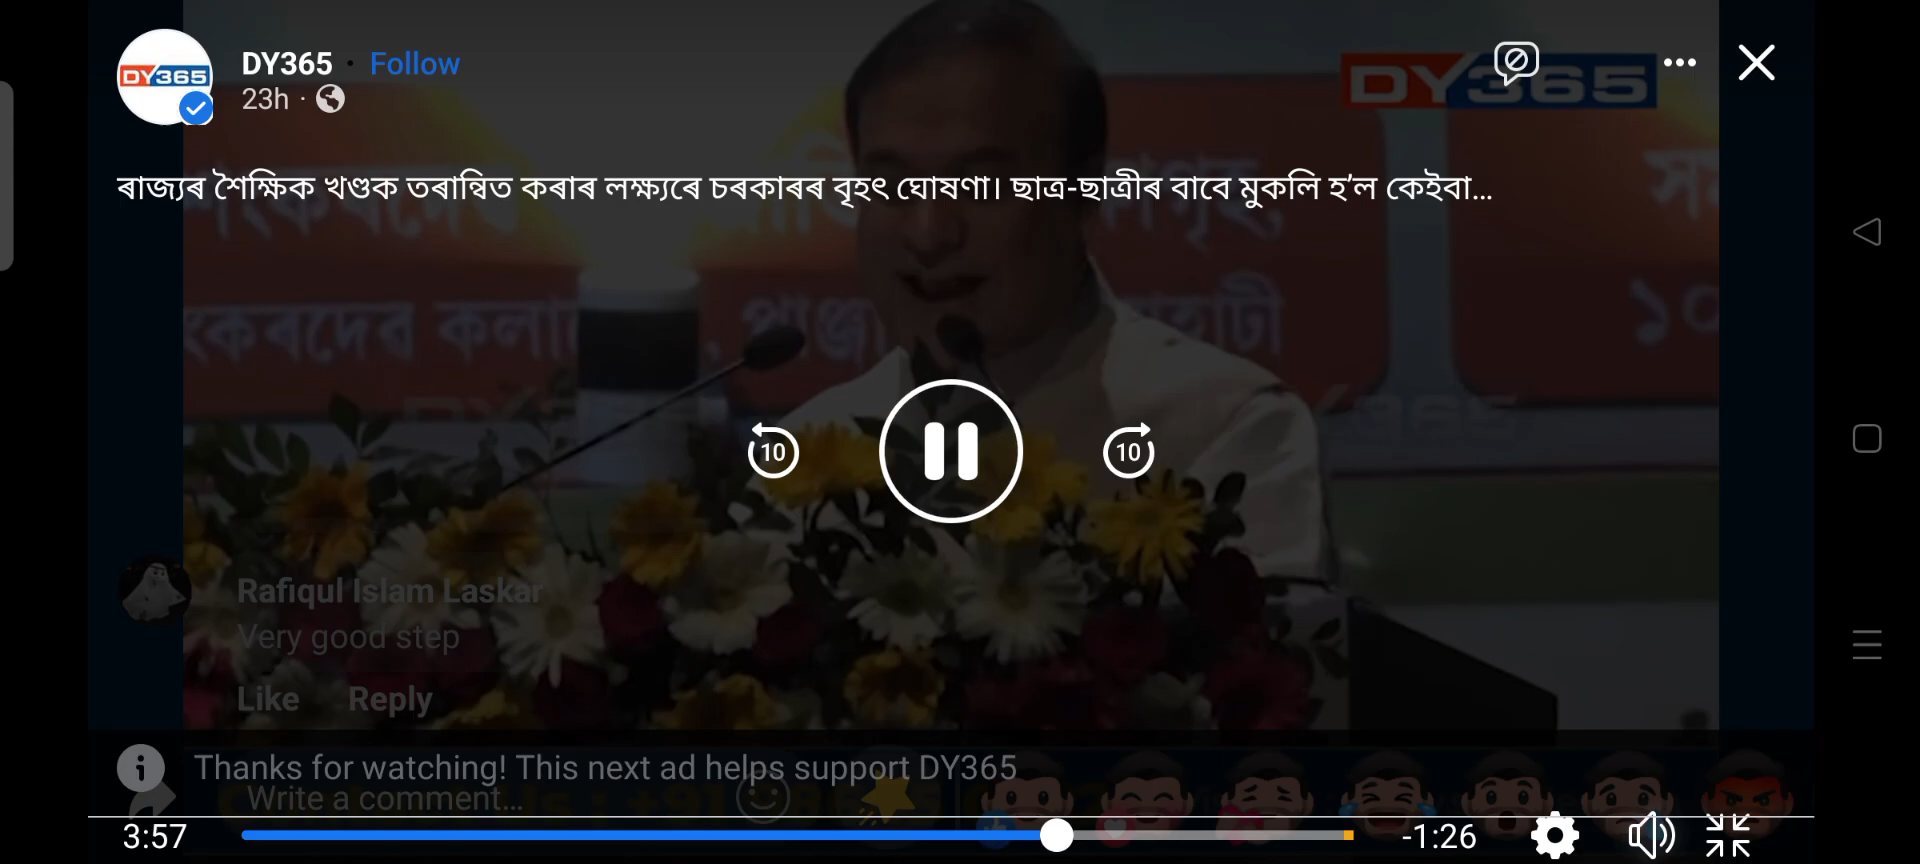 DY365 · Follow
23h ·
DY365
DY365
ৰাজ্যৰ শৈক্ষিক খণ্ডক তৰান্বিত কৰাৰ লক্ষ্যৰে চৰকাৰৰ বৃহৎ ঘোষণা। ছাত্ৰ-ছাত্ৰীৰ বাবে মুকলি হ'ল কেইবা...
10
10
Rafiqul Islam Laskar
Very good step
Like Reply
Thanks for watching! This next ad helps support DY365
Write a comment...
3:57 -1:26